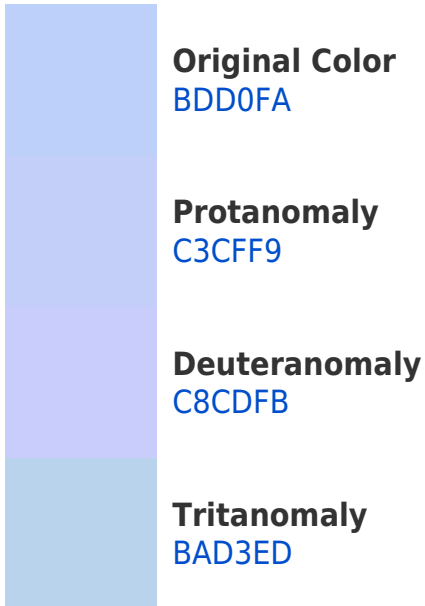 Original Color
BDD0FA
Protanomaly
C3CFF9
Deuteranomaly
C8CDFB
Tritanomaly
BAD3ED